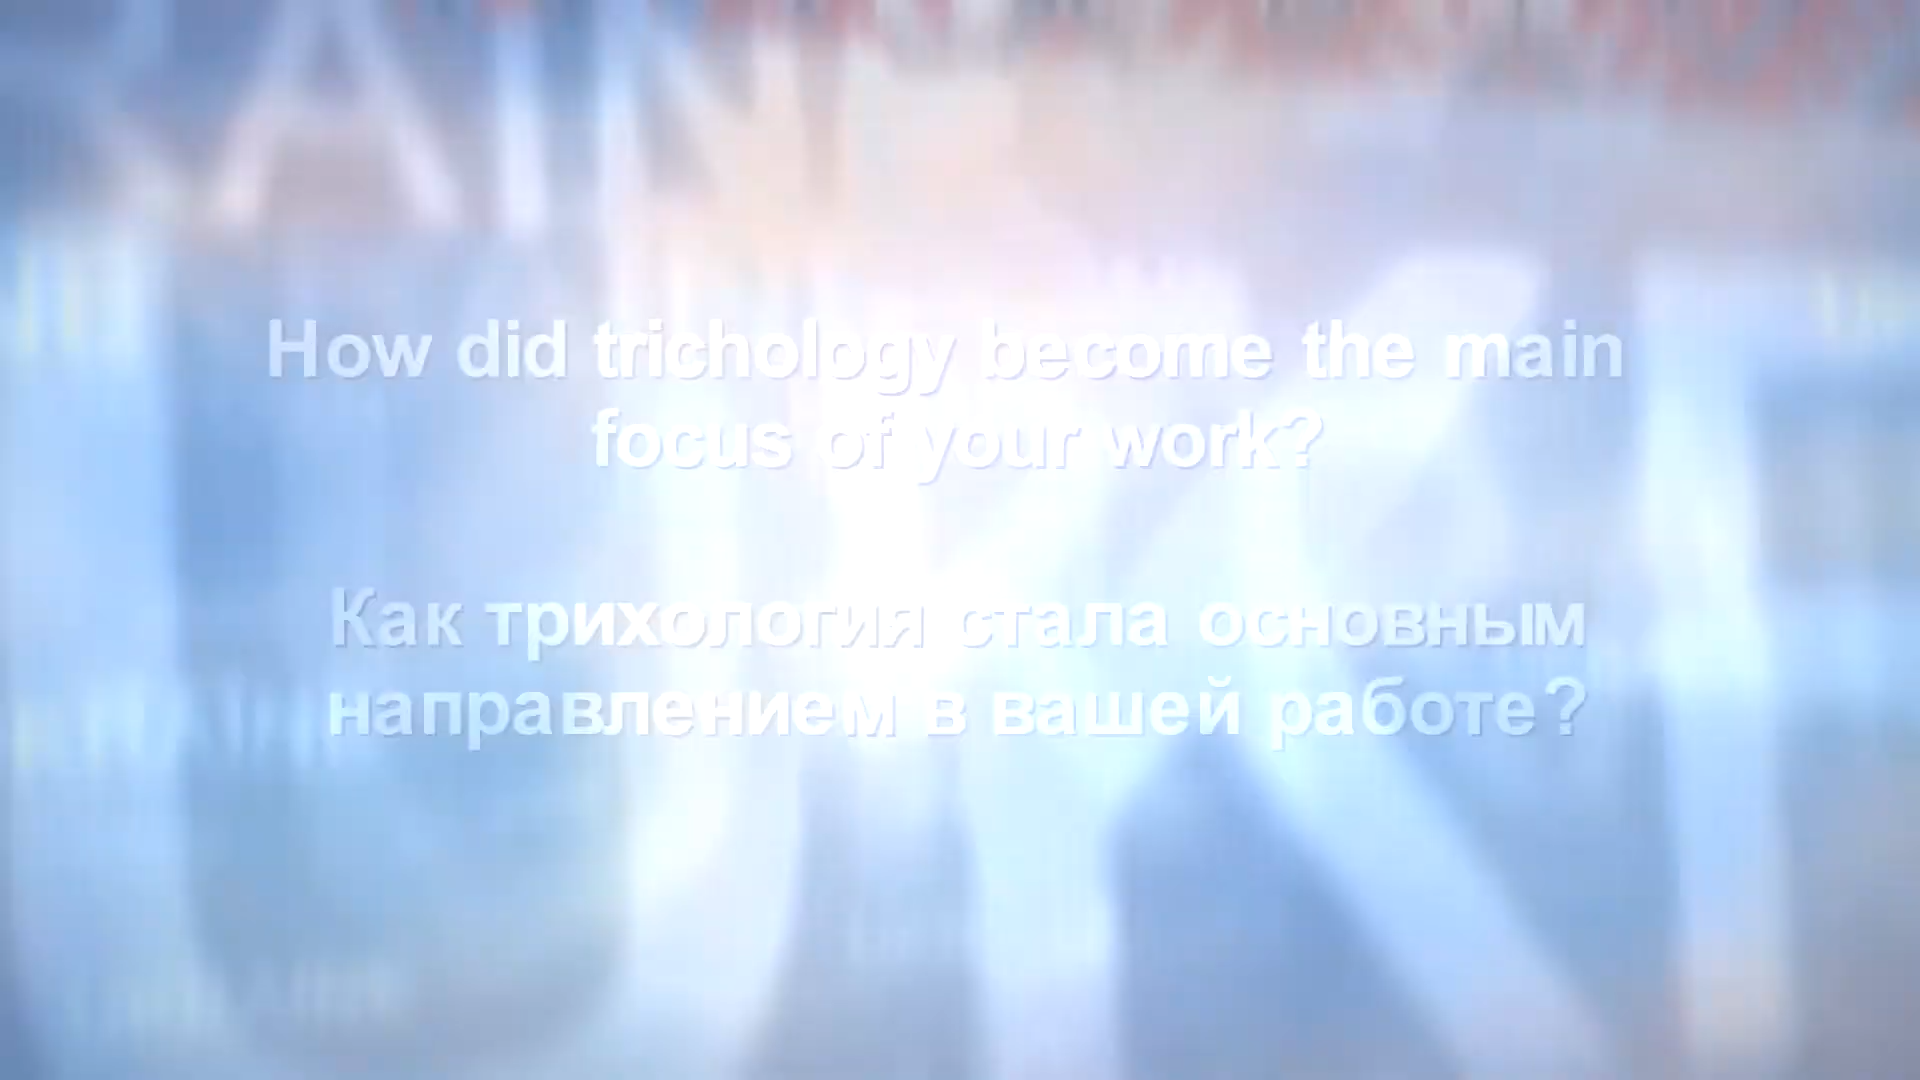 How did trichology become the main
focus of your work?
Как трихология стала основным
направлением в вашей работе?